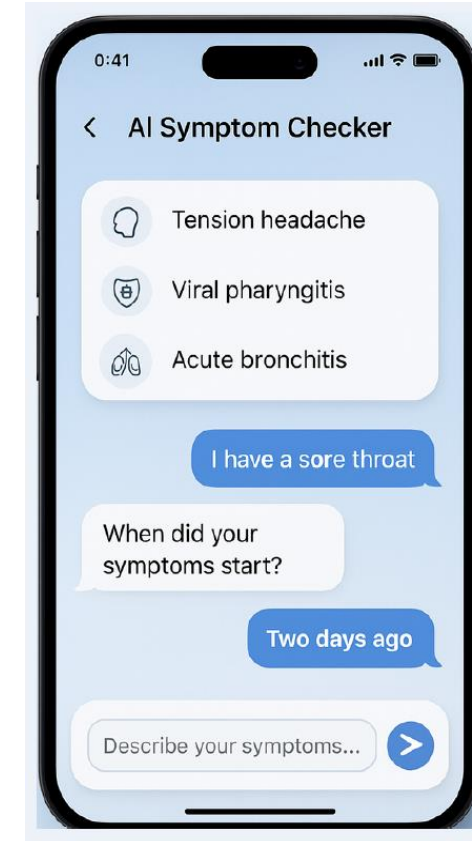 0:41
AI Symptom Checker
Tension headache
Viral pharyngitis
Acute bronchitis
I have a sore throat
When did your
symptoms start?
Two days ago
Describe your symptoms...